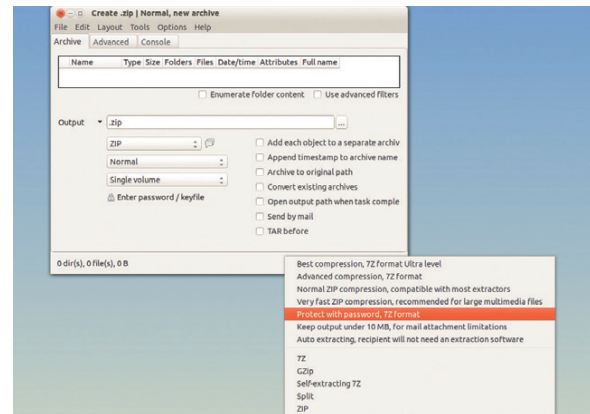 Create .zip | Normal, new archive
File Edit Layout Tools Options Help
Archive Advanced Console
Name Type Size Folders Files Date/time Attributes Full name
Enumerate folder content Use advanced filters
Output .zip ...
ZIP
Add each object to a separate archiv
Normal
Append timestamp to archive name
Single volume
Archive to original path
Enter password / keyfile
Convert existing archives
Open output path when task comple
Send by mail
TAR before
0 dir(s), 0 file(s), 0 B
Best compression, 7Z format Ultra level
Advanced compression, 7Z format
Normal ZIP compression, compatible with most extractors
Very fast ZIP compression, recommended for large multimedia files
Protect with password, 7Z format
Keep output under 10 MB, for mail attachment limitations
Auto extracting, recipient will not need an extraction software
7Z
GZip
Self-extracting 7Z
Split
ZIP